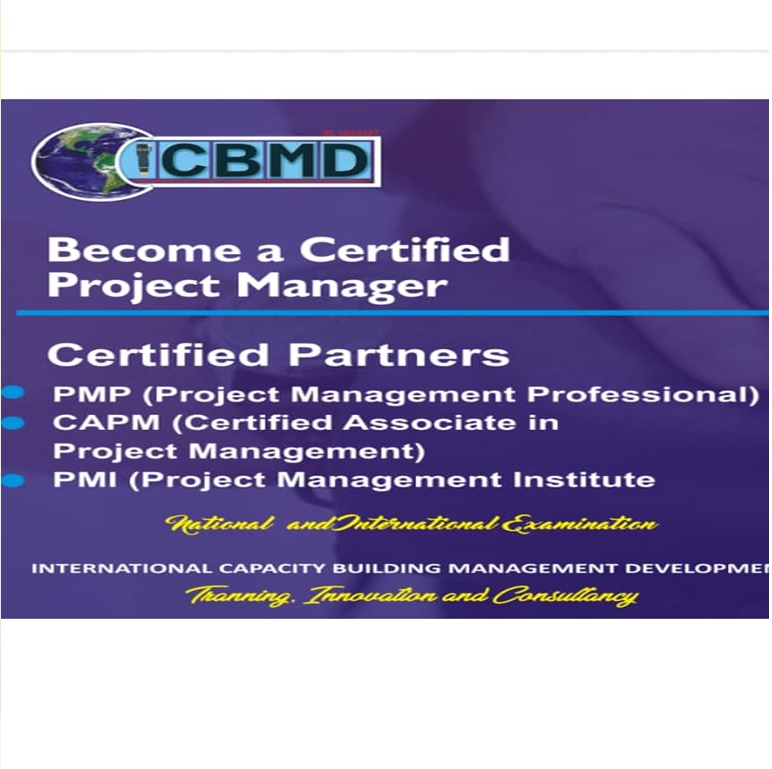 iCBMD
Become a Certified
Project Manager
Certified Partners
PMP (Project Management Professional)
CAPM (Certified Associate in
Project Management)
PMI (Project Management Institute
National and International Examination
INTERNATIONAL CAPACITY BUILDING MANAGEMENT DEVELOPMEN
Tranning, Innovation and Consultancy